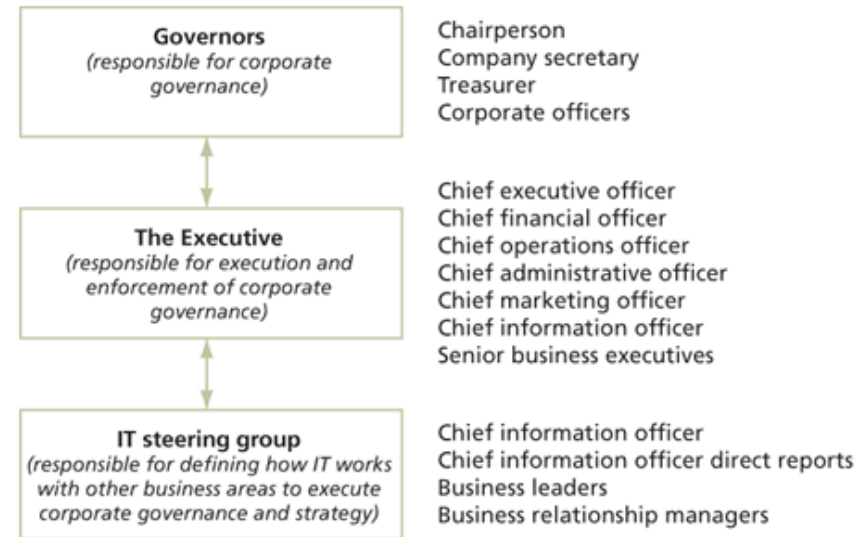 Governors
(responsible for corporate
governance)
Chairperson
Company secretary
Treasurer
Corporate officers
The Executive
(responsible for execution and
enforcement of corporate
governance)
Chief executive officer
Chief financial officer
Chief operations officer
Chief administrative officer
Chief marketing officer
Chief information officer
Senior business executives
IT steering group
(responsible for defining how IT works
with other business areas to execute
corporate governance and strategy)
Chief information officer
Chief information officer direct reports
Business leaders
Business relationship managers